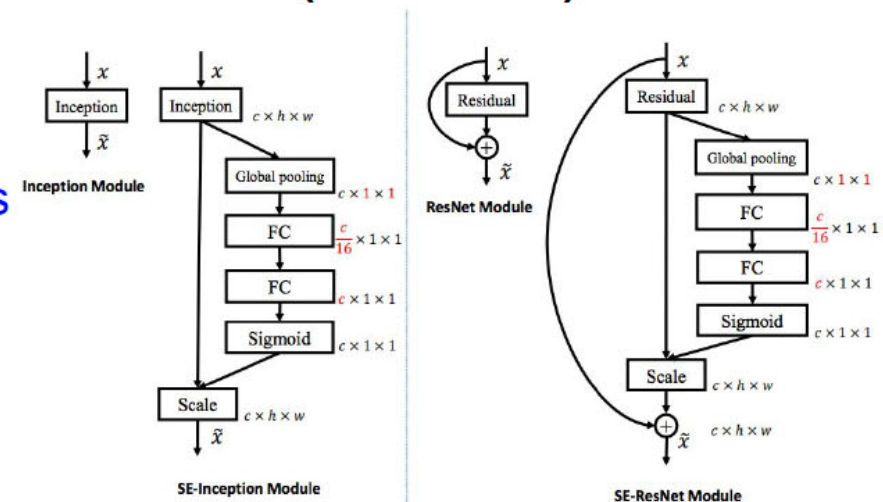 x
Inception
x̃
Inception Module
x
Inception
c × h × w
Global pooling
c × 1 × 1
FC
c/16 × 1 × 1
FC
c × 1 × 1
Sigmoid
c × 1 × 1
Scale
c × h × w
x̃
SE-Inception Module
x
Residual
+
x̃
ResNet Module
x
Residual
c × h × w
Global pooling
c × 1 × 1
FC
c/16 × 1 × 1
FC
c × 1 × 1
Sigmoid
c × 1 × 1
Scale
c × h × w
+
x̃
c × h × w
SE-ResNet Module
s